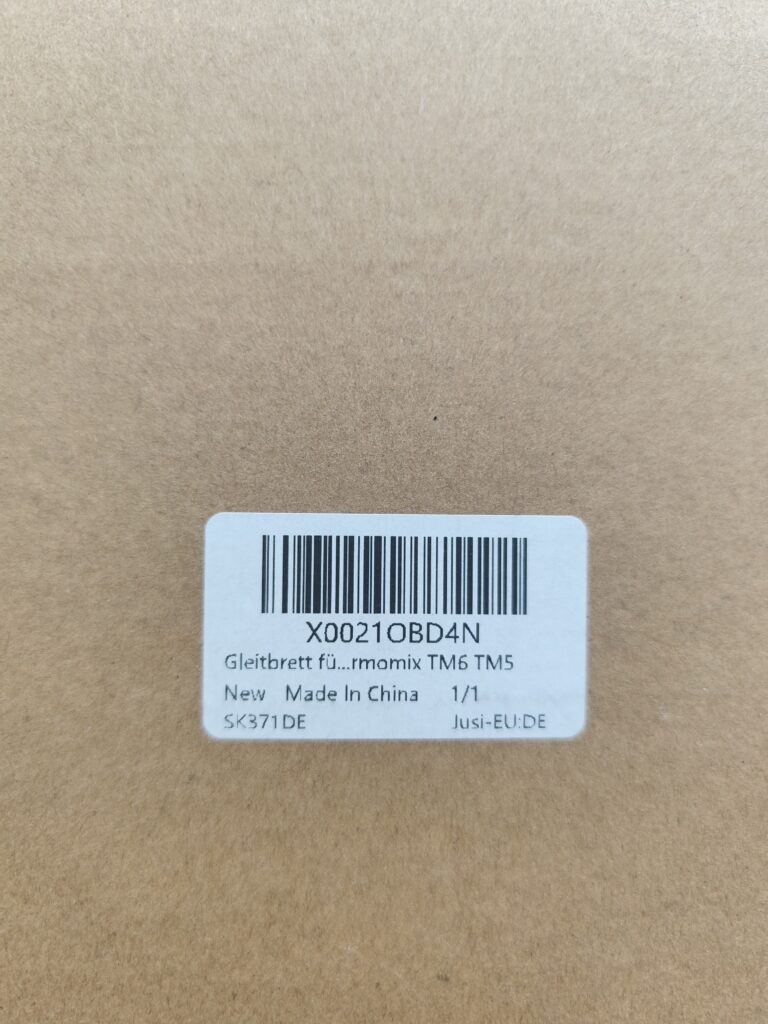 X0021OBD4N
Gleitbrett fü...rmomix TM6 TM5
New Made In China 1/1
SK371DE Jusi-EU:DE